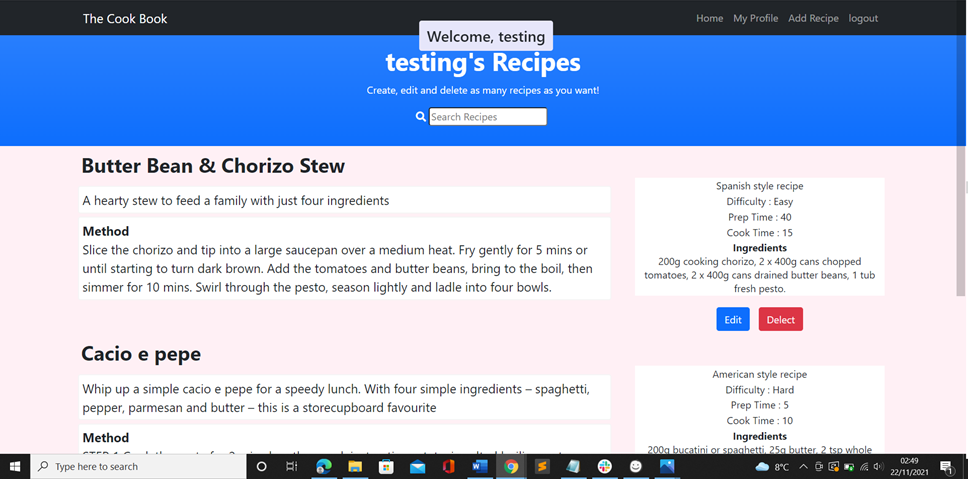 The Cook Book
Home My Profile Add Recipe logout
Welcome, testing
testing's Recipes
Create, edit and delete as many recipes as you want!
Search Recipes
Butter Bean & Chorizo Stew
A hearty stew to feed a family with just four ingredients
Method
Slice the chorizo and tip into a large saucepan over a medium heat. Fry gently for 5 mins or
until starting to turn dark brown. Add the tomatoes and butter beans, bring to the boil, then
simmer for 10 mins. Swirl through the pesto, season lightly and ladle into four bowls.
Spanish style recipe
Difficulty : Easy
Prep Time : 40
Cook Time : 15
Ingredients
200g cooking chorizo, 2 x 400g cans chopped
tomatoes, 2 x 400g cans drained butter beans, 1 tub
fresh pesto.
Edit Delect
Cacio e pepe
Whip up a simple cacio e pepe for a speedy lunch. With four simple ingredients – spaghetti,
pepper, parmesan and butter – this is a storecupboard favourite
Method
American style recipe
Difficulty : Hard
Prep Time : 5
Cook Time : 10
Ingredients
200g bucatini or spaghetti, 25g butter, 2 tsp whole
Type here to search
8°C
02:49
22/11/2021